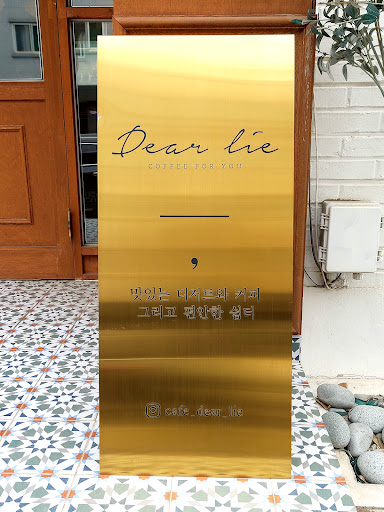 Dear lie
COFFEE FOR YOU
,
맛있는 디저트와 커피
그리고 편안한 쉼터
cafe_dear_lie